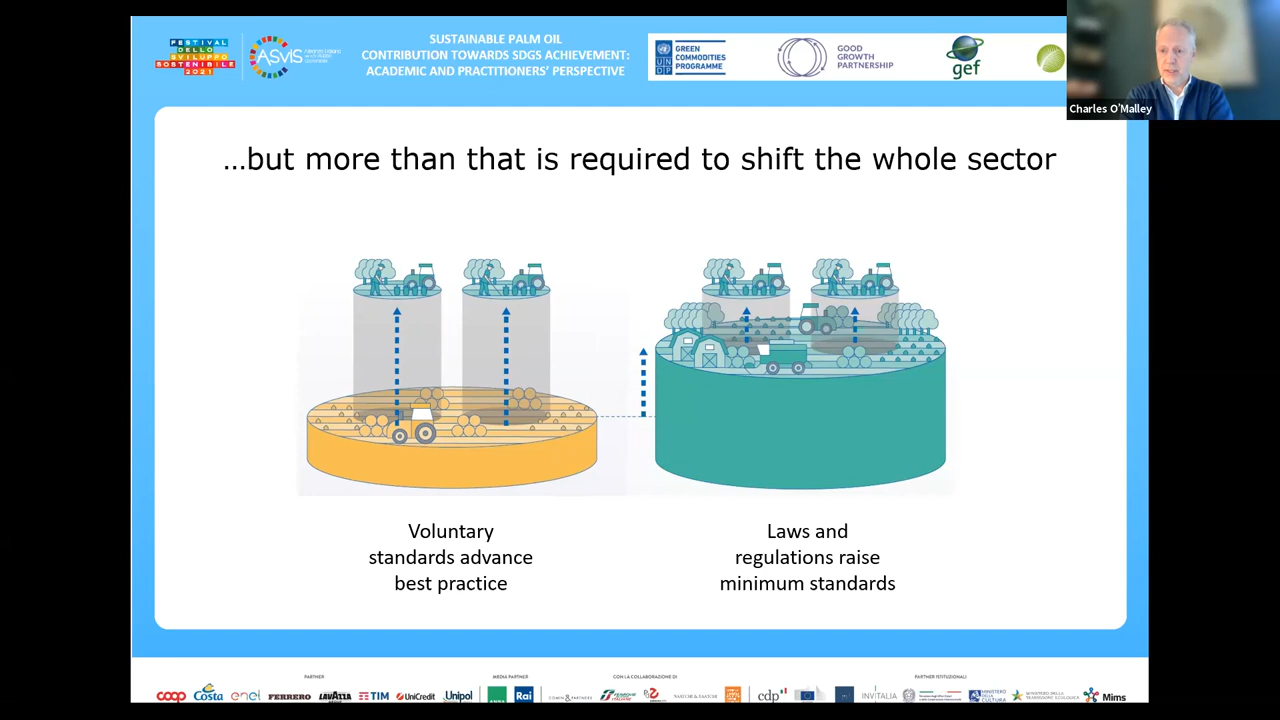 FESTIVAL
DELLO
SVILUPPO
SOSTENIBILE
2021
ASviS
SUSTAINABLE PALM OIL
CONTRIBUTION TOWARDS SDGS ACHIEVEMENT:
ACADEMIC AND PRACTITIONERS' PERSPECTIVE
UNDP
GREEN
COMMODITIES
PROGRAMME
GOOD
GROWTH
PARTNERSHIP
gef
Charles O'Malley
...but more than that is required to shift the whole sector
Voluntary
standards advance
best practice
Laws and
regulations raise
minimum standards
PARTNER
MEDIA PARTNER
CON LA COLLABORAZIONE DI
PARTNER ISTITUZIONALI
coop Costa enel FERRERO LAVAZZA TIM UniCredit Unipol Rai cdp INVITALIA Mims